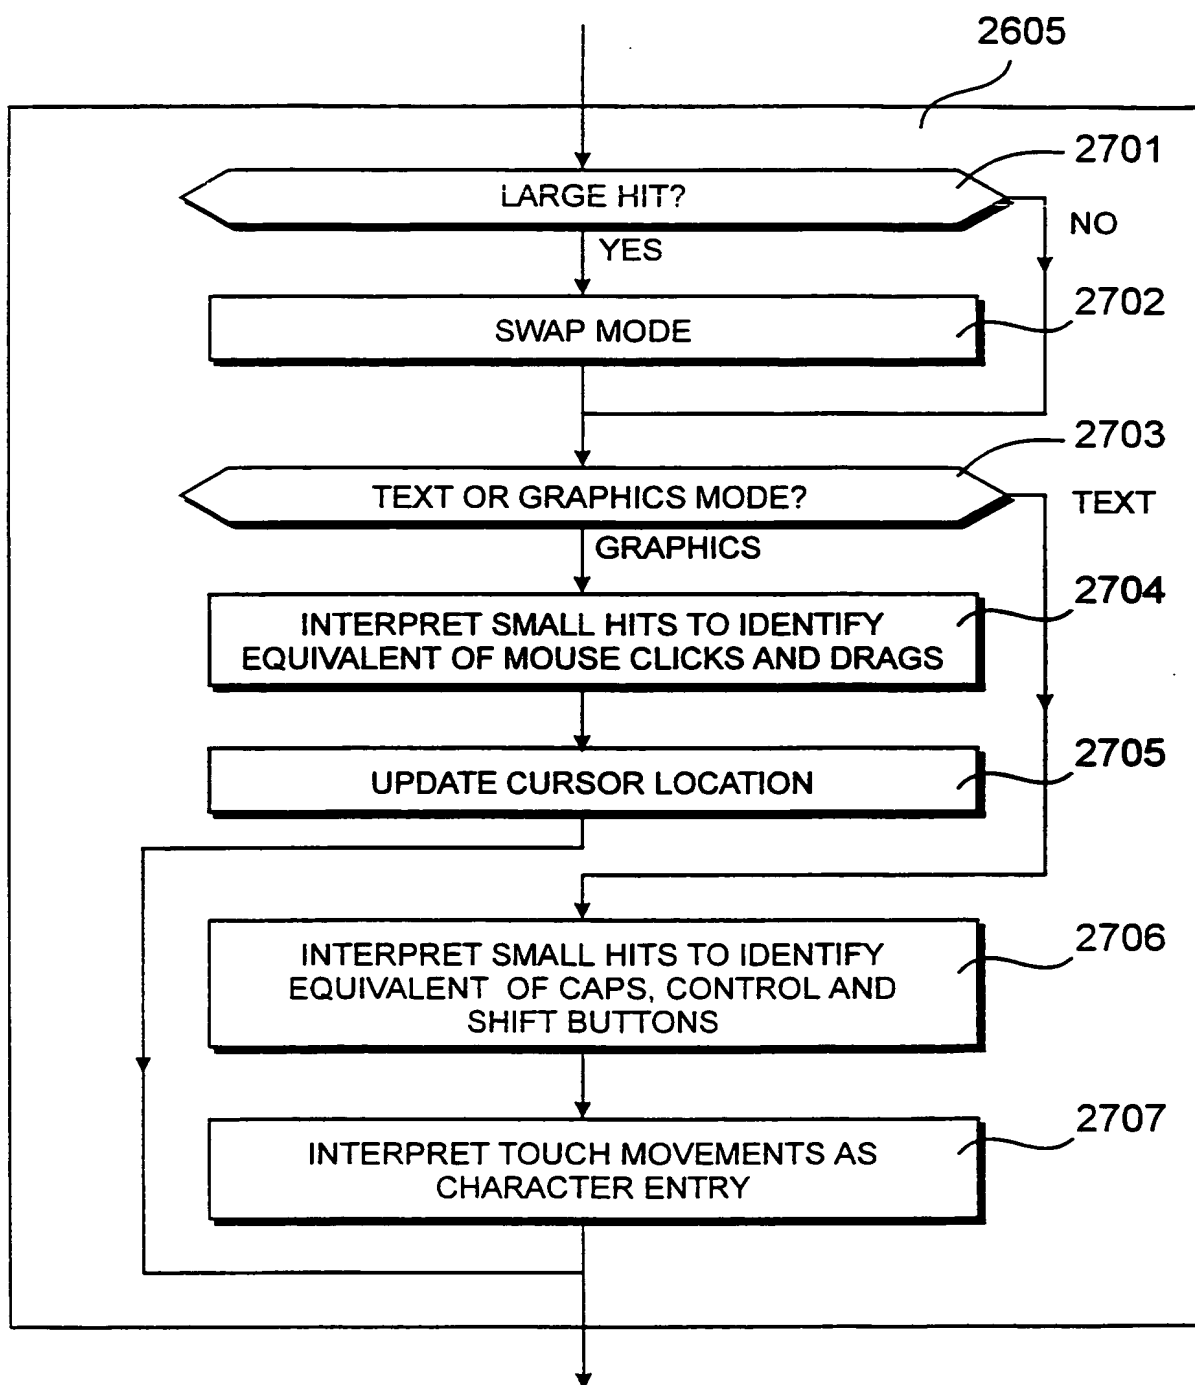 2605
2701
LARGE HIT?
NO
YES
2702
SWAP MODE
2703
TEXT OR GRAPHICS MODE?
TEXT
GRAPHICS
2704
INTERPRET SMALL HITS TO IDENTIFY
EQUIVALENT OF MOUSE CLICKS AND DRAGS
2705
UPDATE CURSOR LOCATION
2706
INTERPRET SMALL HITS TO IDENTIFY
EQUIVALENT OF CAPS, CONTROL AND
SHIFT BUTTONS
2707
INTERPRET TOUCH MOVEMENTS AS
CHARACTER ENTRY